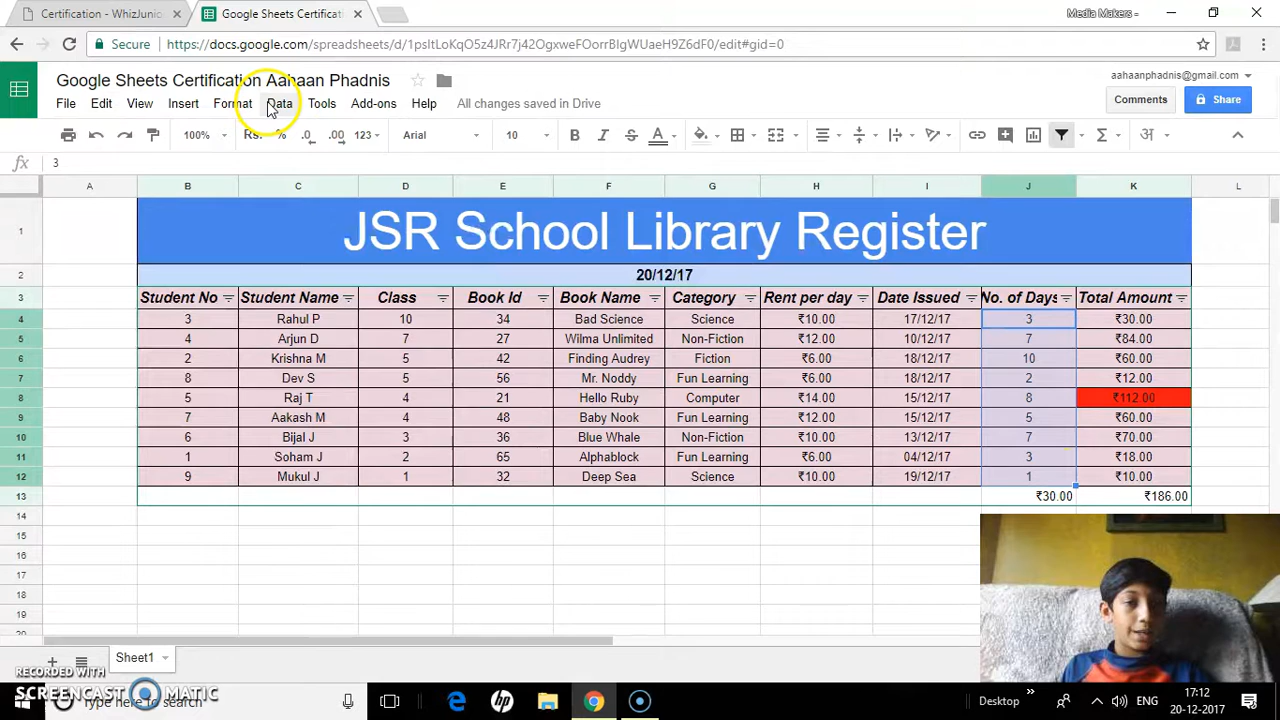 Certification - WhizJunio
Google Sheets Certificati
Media Makers -
Secure
https://docs.google.com/spreadsheets/d/1psltLoKqO5z4JRr7j42OgxweFOorrBIgWUaeH9Z6dF0/edit#gid=0
Google Sheets Certification Aahaan Phadnis
aahaanphadnis@gmail.com
File Edit View Insert Format Data Tools Add-ons Help All changes saved in Drive
Comments Share
100% Rs. % .0 .00 123 Arial 10 B I A Σ अ
fx 3
A B C D E F G H I J K L
1 JSR School Library Register
2 20/12/17
3 Student No Student Name Class Book Id Book Name Category Rent per day Date Issued No. of Days Total Amount
4 3 Rahul P 10 34 Bad Science Science ₹10.00 17/12/17 3 ₹30.00
5 4 Arjun D 7 27 Wilma Unlimited Non-Fiction ₹12.00 10/12/17 7 ₹84.00
6 2 Krishna M 5 42 Finding Audrey Fiction ₹6.00 18/12/17 10 ₹60.00
7 8 Dev S 5 56 Mr. Noddy Fun Learning ₹6.00 18/12/17 2 ₹12.00
8 5 Raj T 4 21 Hello Ruby Computer ₹14.00 15/12/17 8 ₹112.00
9 7 Aakash M 4 48 Baby Nook Fun Learning ₹12.00 15/12/17 5 ₹60.00
10 6 Bijal J 3 36 Blue Whale Non-Fiction ₹10.00 13/12/17 7 ₹70.00
11 1 Soham J 2 65 Alphablock Fun Learning ₹6.00 04/12/17 3 ₹18.00
12 9 Mukul J 1 32 Deep Sea Science ₹10.00 19/12/17 1 ₹10.00
13 ₹30.00 ₹186.00
14
15
16
17
18
19
20
Sheet1
RECORDED WITH
SCREENCAST MATIC
Type here to search
Desktop
ENG
17:12
20-12-2017